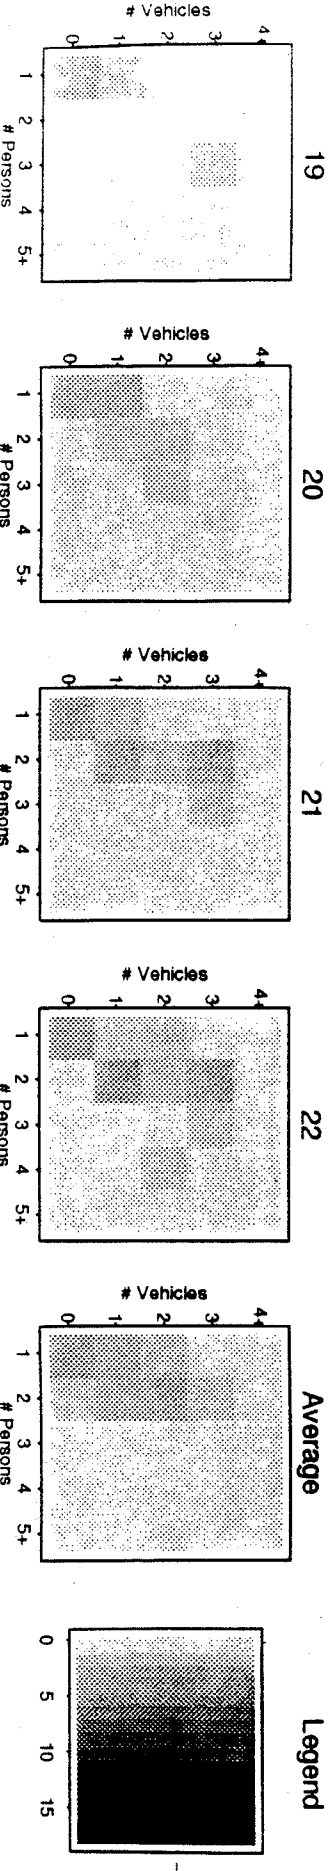 19
# Vehicles
0 1 2 3 4+
1 2 3 4 5+
# Persons
20
# Vehicles
0 1 2 3 4+
1 2 3 4 5+
# Persons
21
# Vehicles
0 1 2 3 4+
1 2 3 4 5+
# Persons
22
# Vehicles
0 1 2 3 4+
1 2 3 4 5+
# Persons
Average
# Vehicles
0 1 2 3 4+
1 2 3 4 5+
# Persons
Legend
0 5 10 15